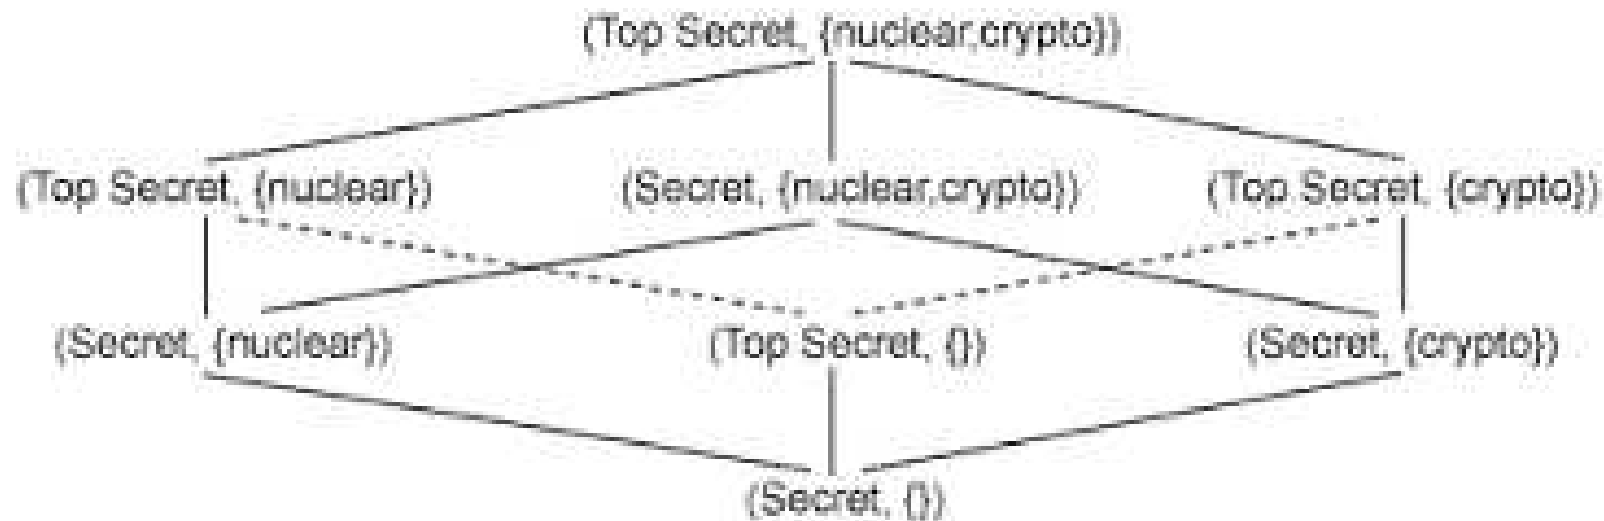 (Top Secret, {nuclear,crypto})
(Top Secret, {nuclear}) (Secret, {nuclear,crypto}) (Top Secret, {crypto})
(Secret, {nuclear}) (Top Secret, {}) (Secret, {crypto})
(Secret, {})